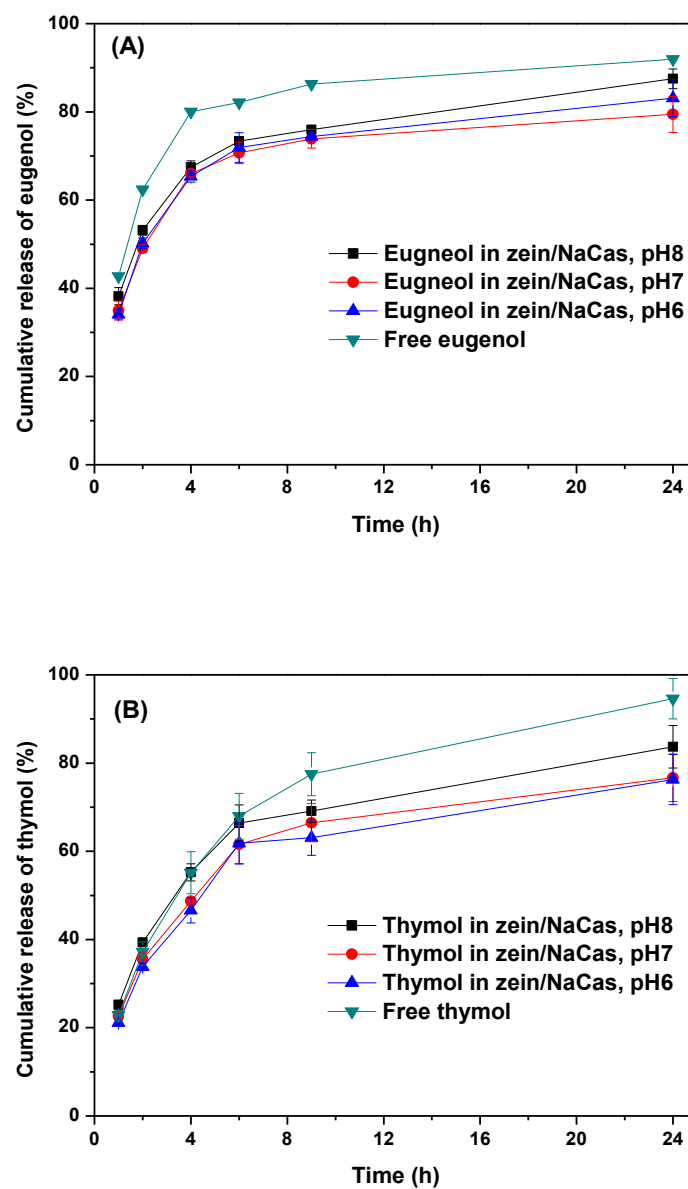 (A)
Cumulative release of eugenol (%)
100
80
60
40
20
0
Eugneol in zein/NaCas, pH8
Eugneol in zein/NaCas, pH7
Eugneol in zein/NaCas, pH6
Free eugenol
0 4 8 12 16 20 24
Time (h)
(B)
Cumulative release of thymol (%)
100
80
60
40
20
0
Thymol in zein/NaCas, pH8
Thymol in zein/NaCas, pH7
Thymol in zein/NaCas, pH6
Free thymol
0 4 8 12 16 20 24
Time (h)